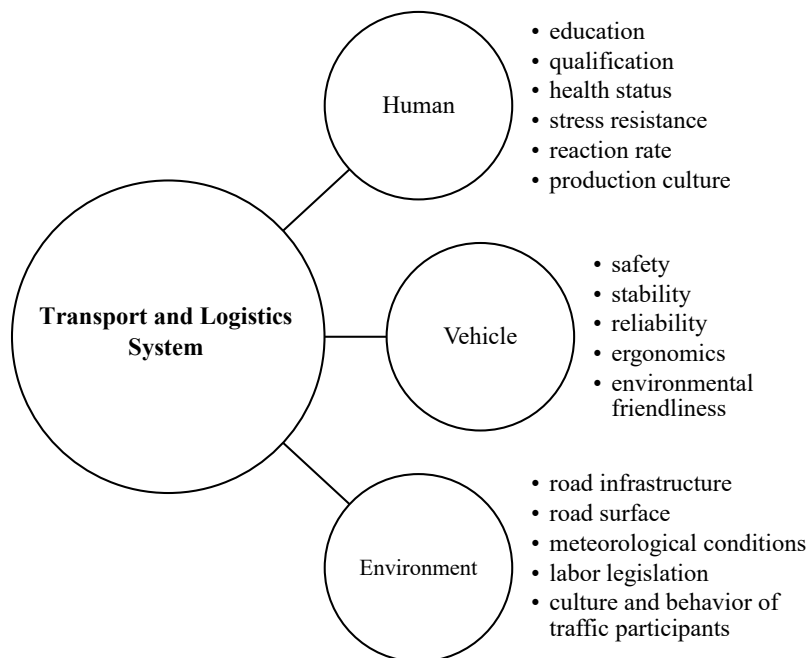 Human
• education
• qualification
• health status
• stress resistance
• reaction rate
• production culture
Transport and Logistics
System
Vehicle
• safety
• stability
• reliability
• ergonomics
• environmental
friendliness
Environment
• road infrastructure
• road surface
• meteorological conditions
• labor legislation
• culture and behavior of
traffic participants